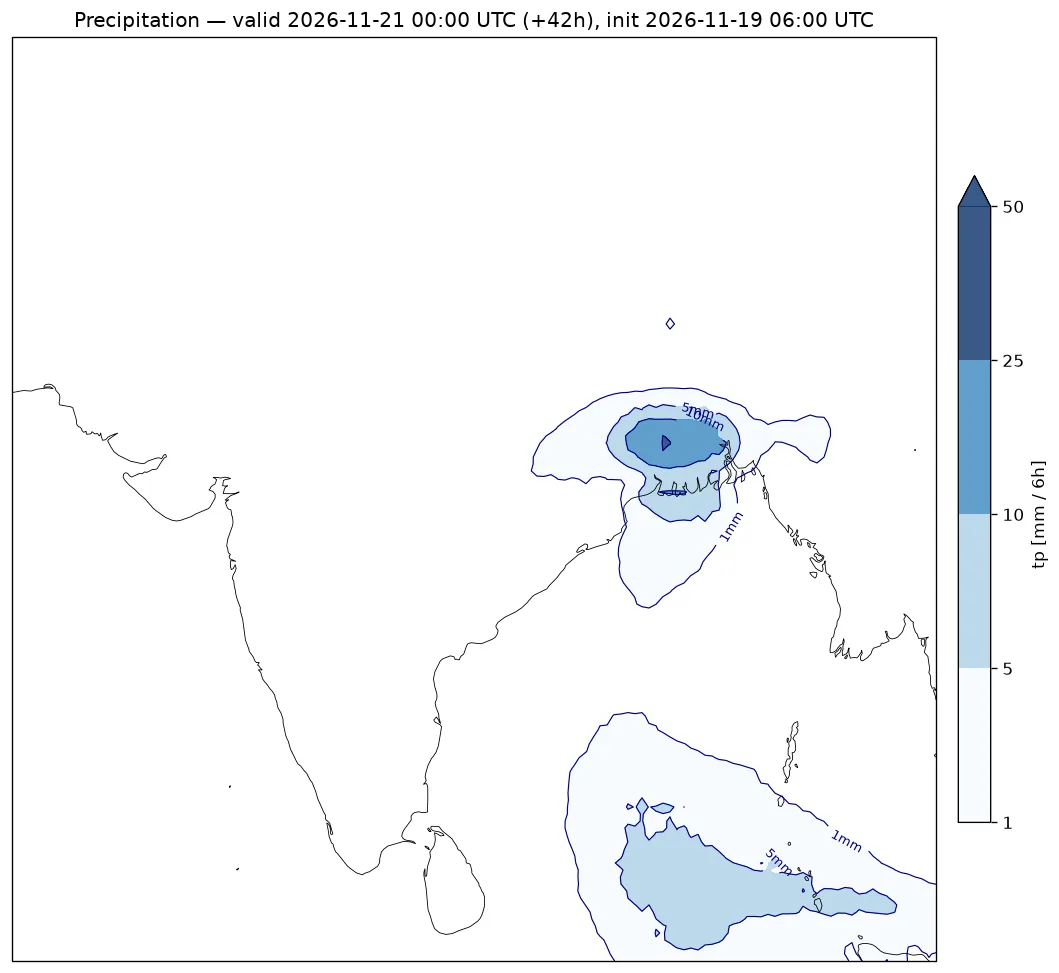 Precipitation — valid 2026-11-21 00:00 UTC (+42h), init 2026-11-19 06:00 UTC
50
25
10
5
1
tp [mm / 6h]
5mm
10mm
1mm
1mm
5mm